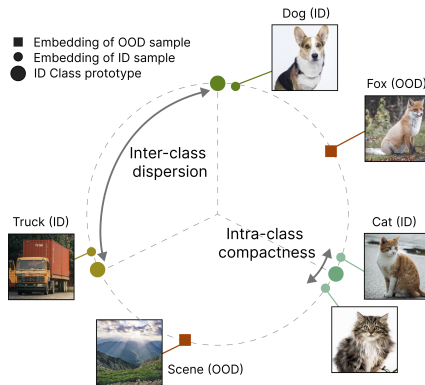 Dog (ID)
Embedding of OOD sample
Embedding of ID sample
ID Class prototype
Fox (OOD)
Inter-class
dispersion
Truck (ID)
Cat (ID)
Intra-class
compactness
Scene (OOD)